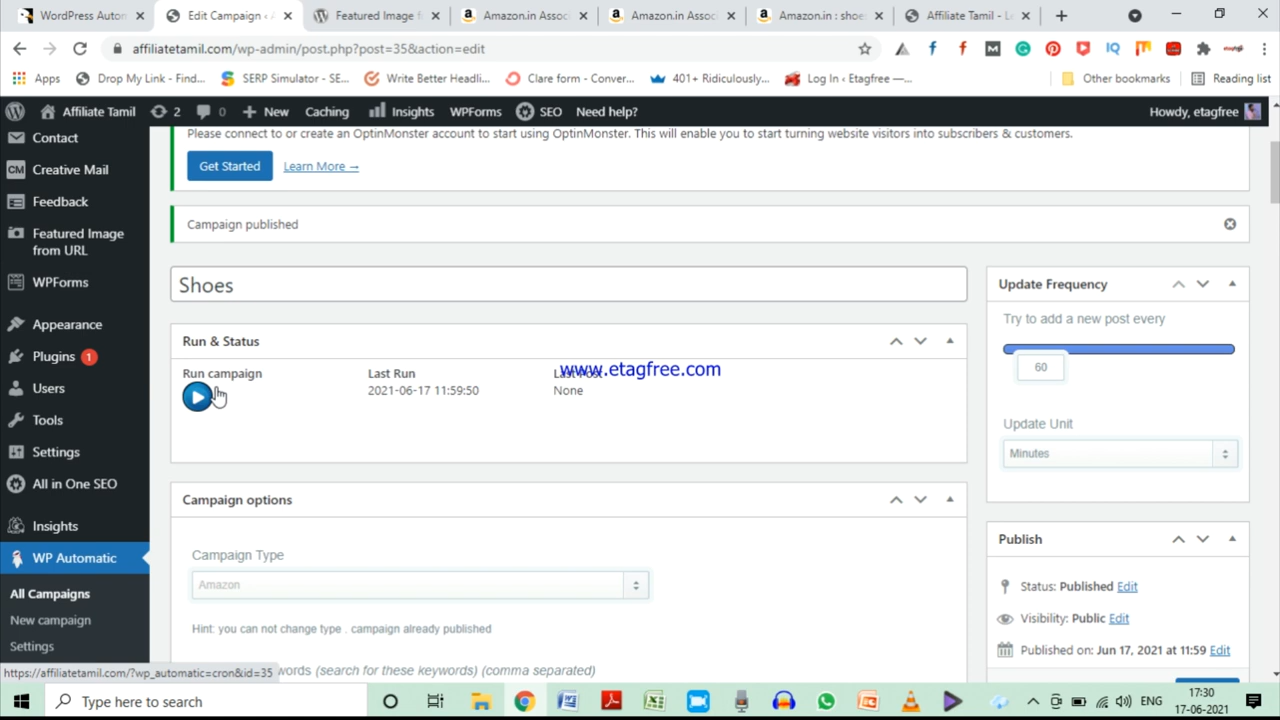 WordPress Autor
Edit Campaign ‹ A
Featured Image f
Amazon.in Assoc
Amazon.in Assoc
Amazon.in : shoe
Affiliate Tamil - Le
affiliatetamil.com/wp-admin/post.php?post=35&action=edit
Apps
Drop My Link - Find...
SERP Simulator - SE...
Write Better Headli...
Clare form - Conver...
401+ Ridiculously...
Log In ‹ Etagfree —...
Other bookmarks
Reading list
Affiliate Tamil
2
0
New
Caching
Insights
WPForms
SEO
Need help?
Howdy, etagfree
Contact
Creative Mail
Feedback
Featured Image
from URL
WPForms
Appearance
Plugins 1
Users
Tools
Settings
All in One SEO
Insights
WP Automatic
All Campaigns
New campaign
Settings
Please connect to or create an OptinMonster account to start using OptinMonster. This will enable you to start turning website visitors into subscribers & customers.
Get Started
Learn More →
Campaign published
Shoes
Run & Status
Run campaign
Last Run
2021-06-17 11:59:50
www.etagfree.com
None
Campaign options
Campaign Type
Amazon
Hint: you can not change type . campaign already published
words (search for these keywords) (comma separated)
Update Frequency
Try to add a new post every
60
Update Unit
Minutes
Publish
Status: Published Edit
Visibility: Public Edit
Published on: Jun 17, 2021 at 11:59 Edit
https://affiliatetamil.com/?wp_automatic=cron&id=35
Type here to search
ENG
17:30
17-06-2021